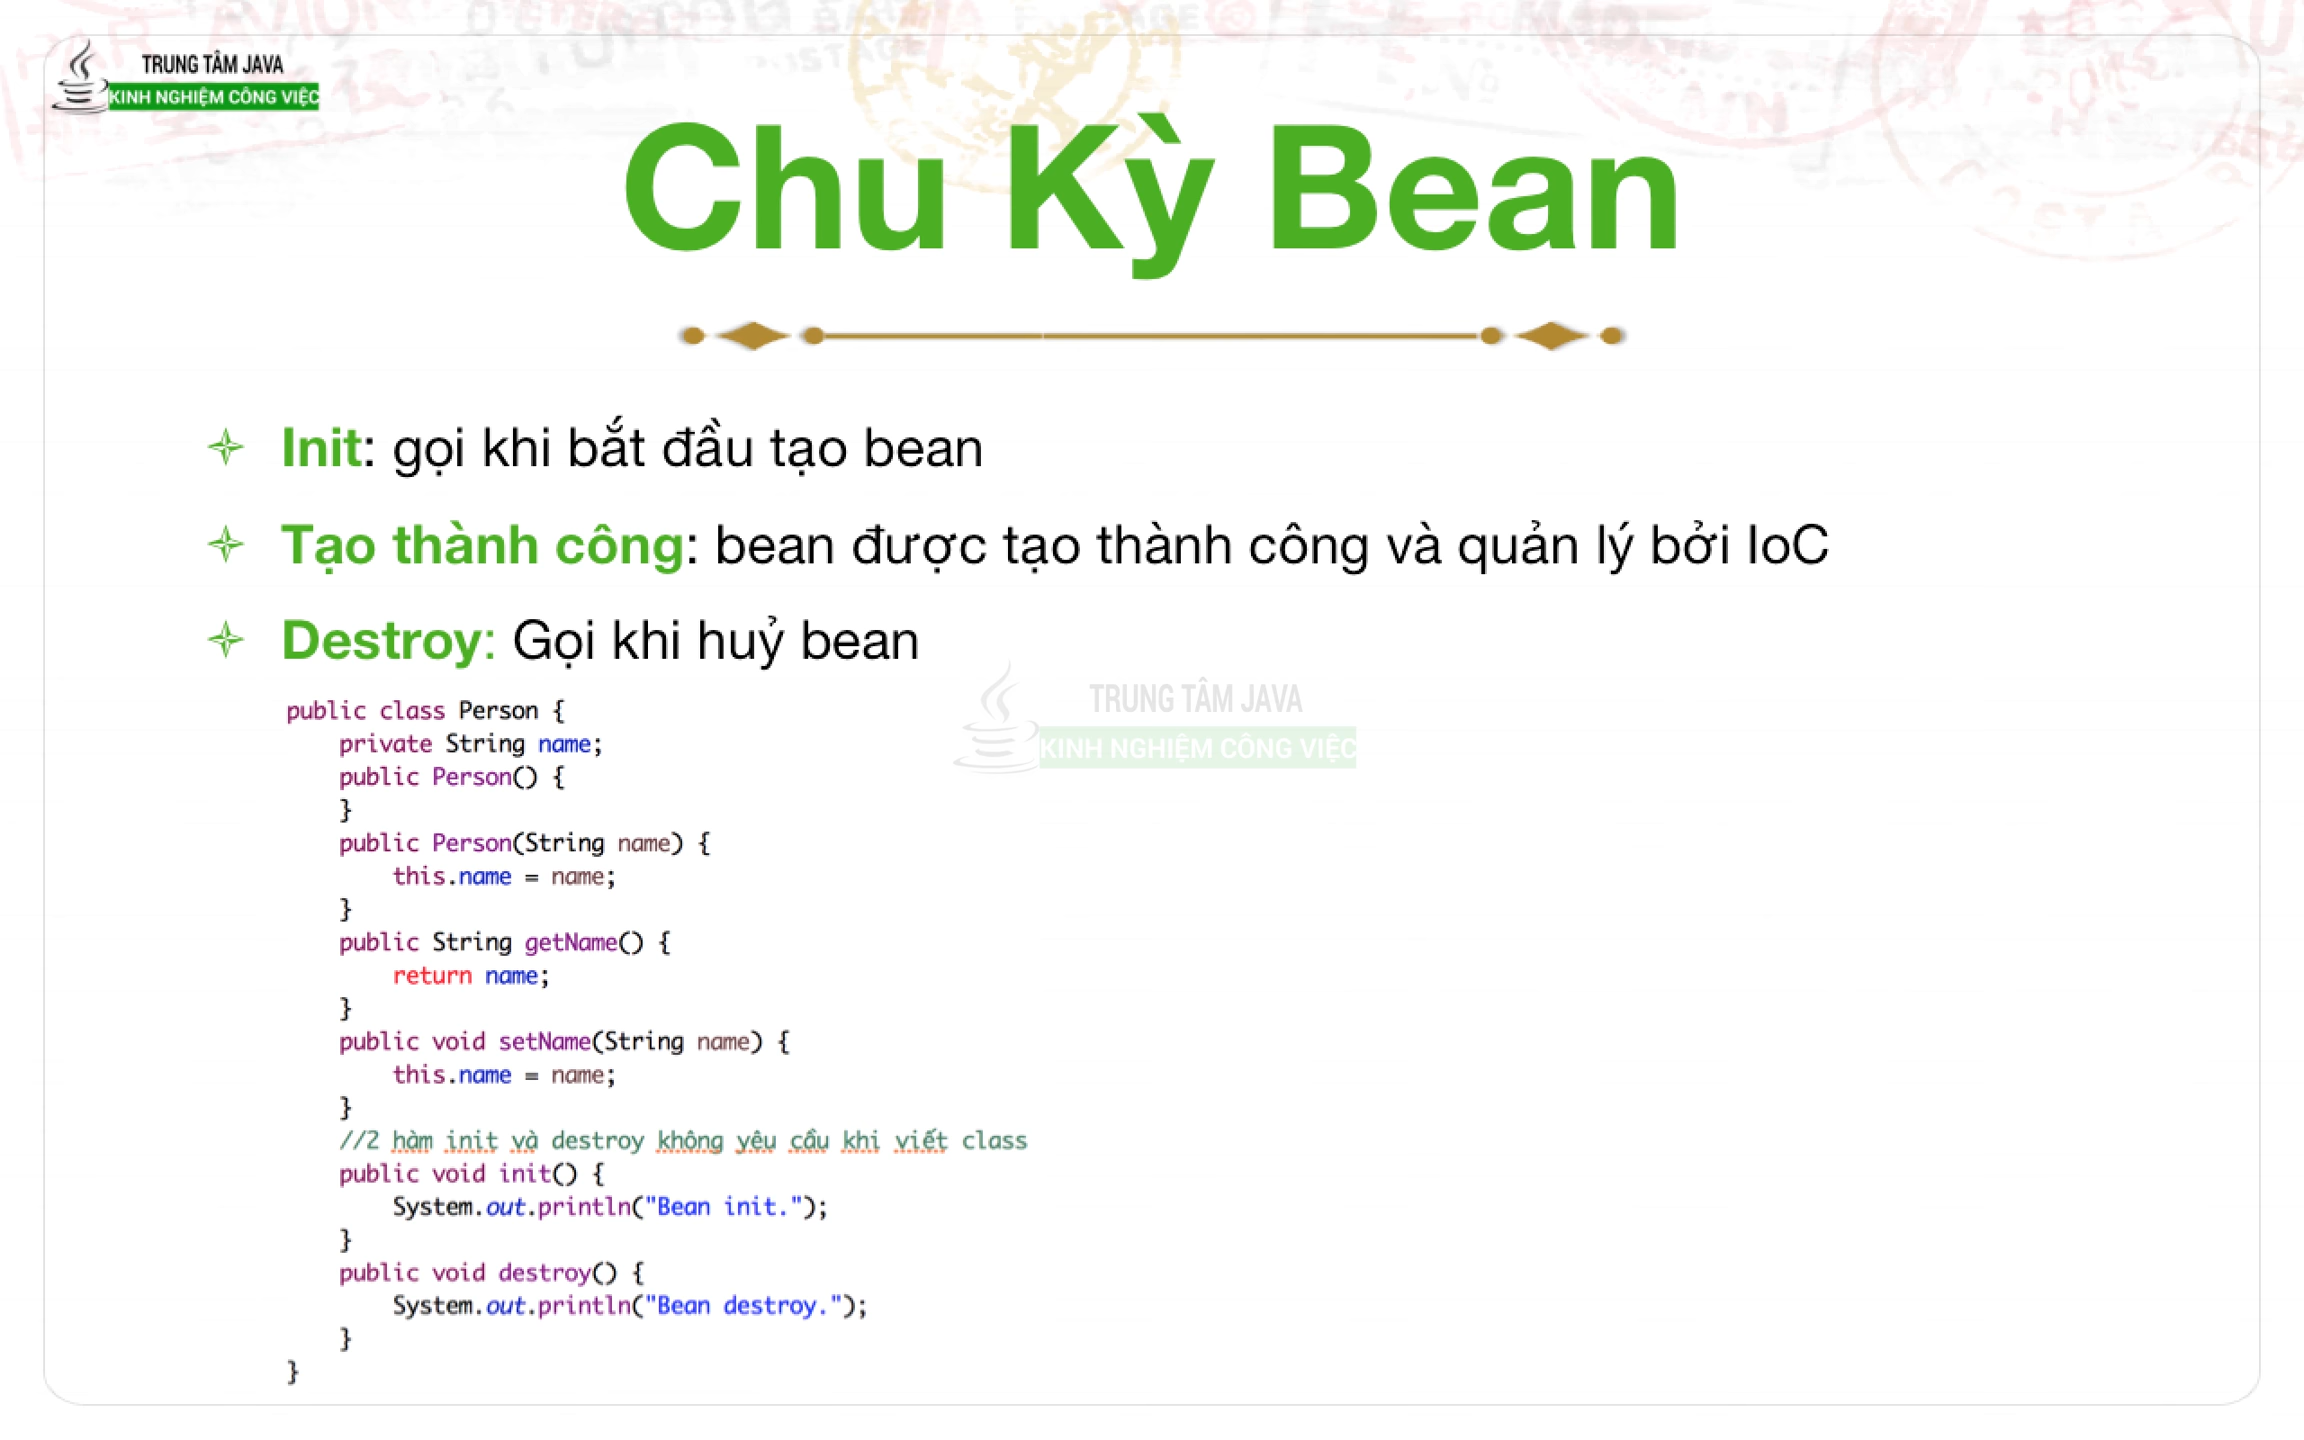 TRUNG TÂM JAVA
KINH NGHIỆM CÔNG VIỆC
Chu Kỳ Bean
Init: gọi khi bắt đầu tạo bean
Tạo thành công: bean được tạo thành công và quản lý bởi IoC
Destroy: Gọi khi huỷ bean
TRUNG TÂM JAVA
KINH NGHIỆM CÔNG VIỆC
public class Person {
    private String name;
    public Person() {
    }
    public Person(String name) {
        this.name = name;
    }
    public String getName() {
        return name;
    }
    public void setName(String name) {
        this.name = name;
    }
    //2 hàm init và destroy không yêu cầu khi viết class
    public void init() {
        System.out.println("Bean init.");
    }
    public void destroy() {
        System.out.println("Bean destroy.");
    }
}